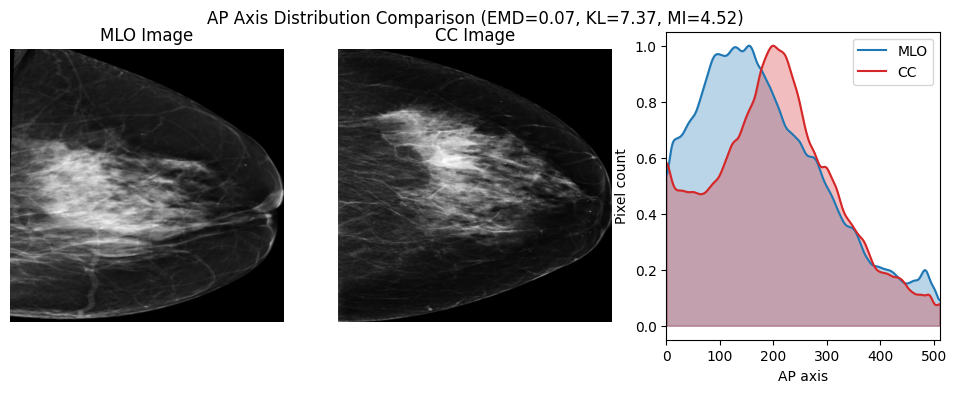 AP Axis Distribution Comparison (EMD=0.07, KL=7.37, MI=4.52)
MLO Image
CC Image
MLO
CC
1.0
0.8
0.6
0.4
0.2
0.0
Pixel count
0 100 200 300 400 500
AP axis